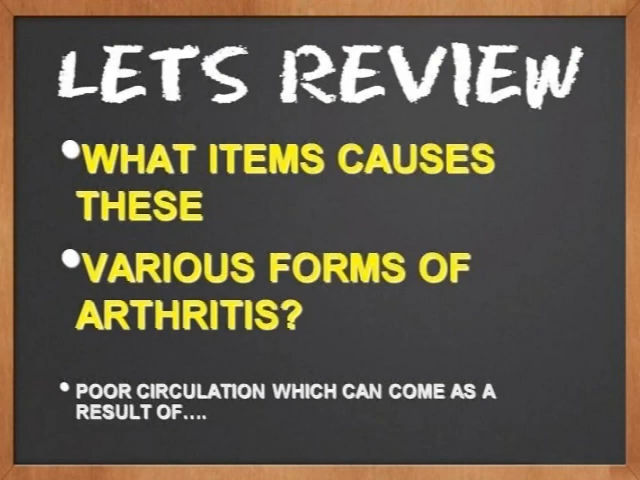 LETS REVIEW
•WHAT ITEMS CAUSES
THESE
•VARIOUS FORMS OF
ARTHRITIS?
• POOR CIRCULATION WHICH CAN COME AS A
RESULT OF....